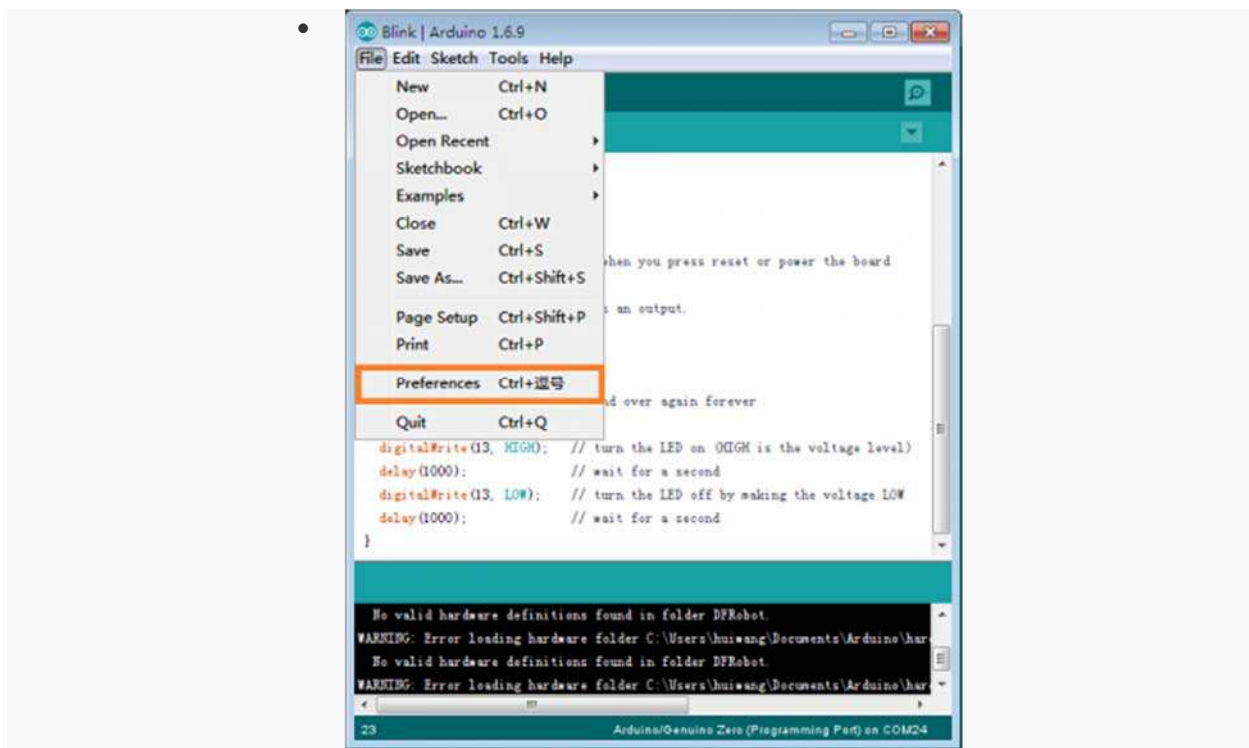 Blink | Arduino 1.6.9
File Edit Sketch Tools Help
New Ctrl+N
Open... Ctrl+O
Open Recent
Sketchbook
Examples
Close Ctrl+W
Save Ctrl+S
Save As... Ctrl+Shift+S
when you press reset or power the board
Page Setup Ctrl+Shift+P
an output.
Print Ctrl+P
Preferences Ctrl+逗号
over again forever
Quit Ctrl+Q
digitalWrite(13, HIGH); // turn the LED on (HIGH is the voltage level)
delay(1000); // wait for a second
digitalWrite(13, LOW); // turn the LED off by making the voltage LOW
delay(1000); // wait for a second
}
No valid hardware definitions found in folder DFRobot.
WARNING: Error loading hardware folder C:\Users\huiwang\Documents\Arduino\har
No valid hardware definitions found in folder DFRobot.
WARNING: Error loading hardware folder C:\Users\huiwang\Documents\Arduino\har
23 Arduino/Genuino Zero (Programming Port) on COM24